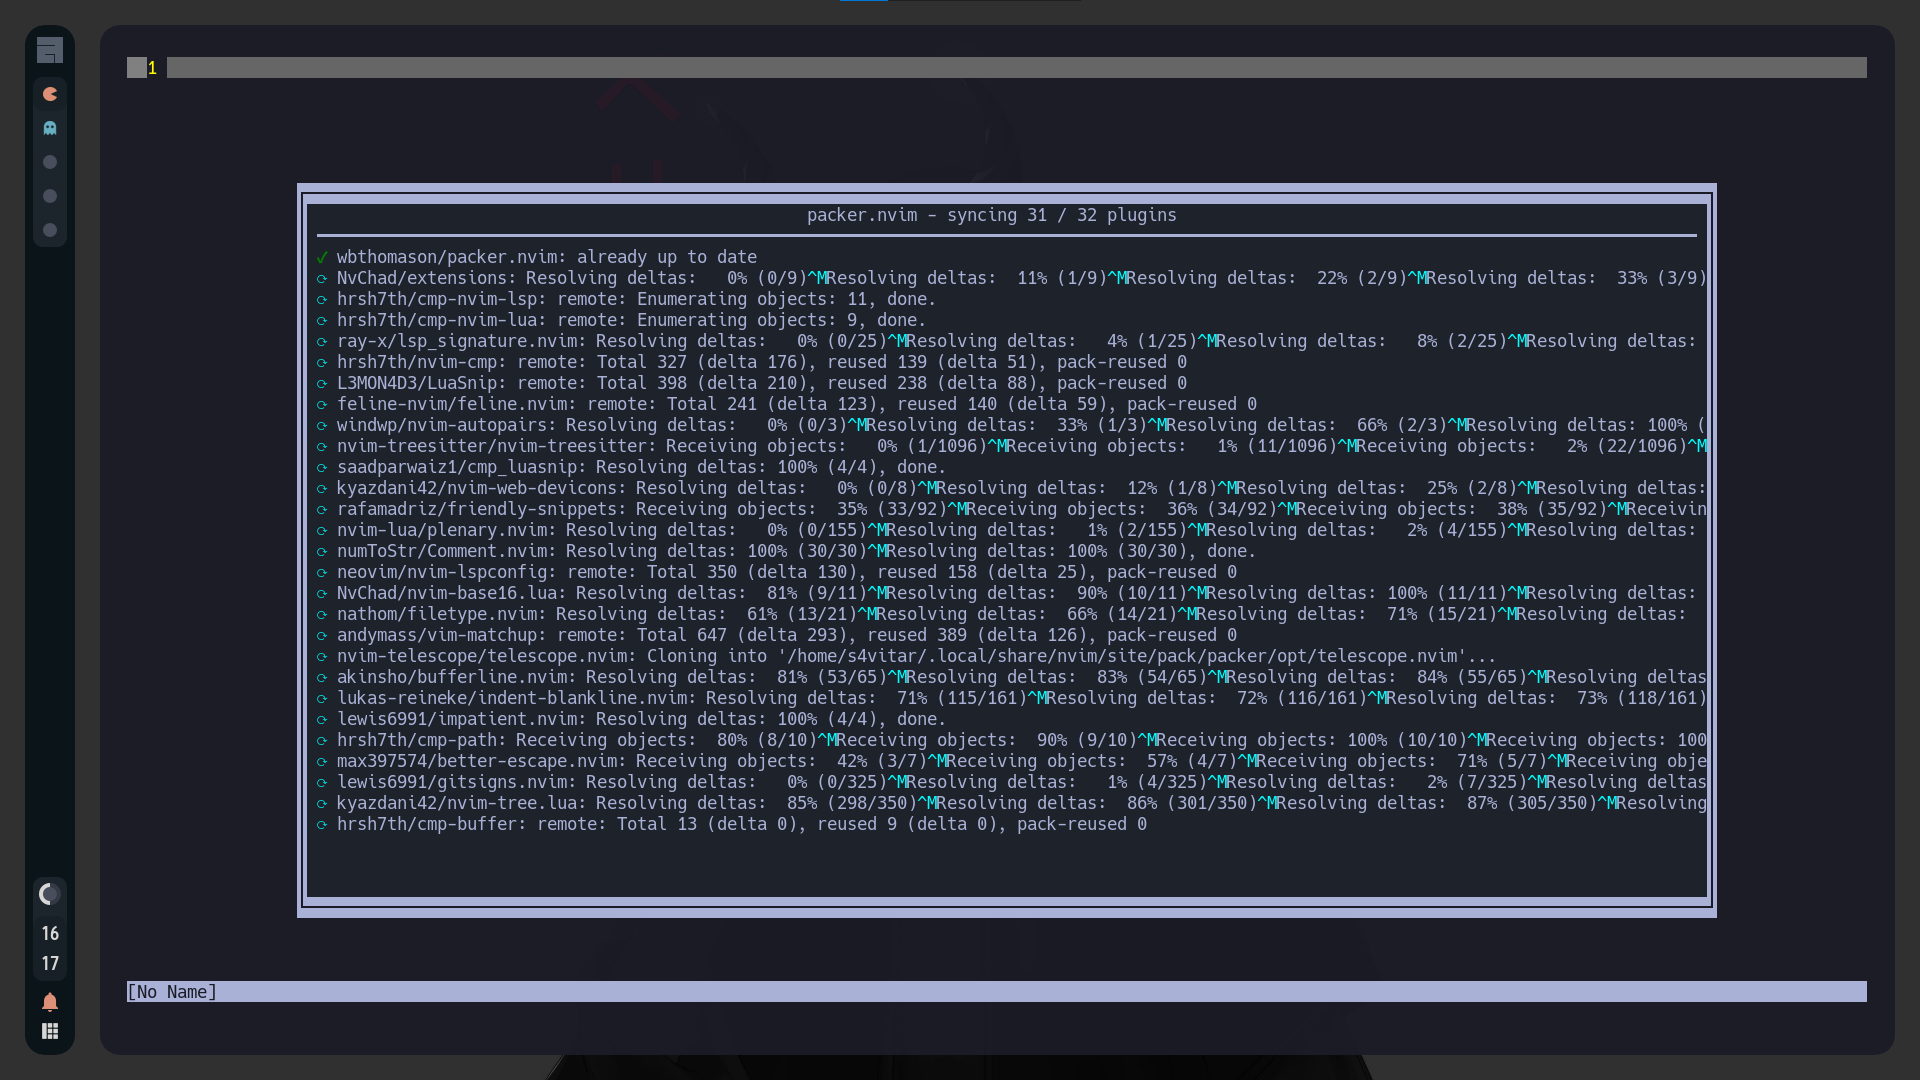 1
packer.nvim - syncing 31 / 32 plugins
✓ wbthomason/packer.nvim: already up to date
⟳ NvChad/extensions: Resolving deltas:   0% (0/9)^MResolving deltas:  11% (1/9)^MResolving deltas:  22% (2/9)^MResolving deltas:  33% (3/9)
⟳ hrsh7th/cmp-nvim-lsp: remote: Enumerating objects: 11, done.
⟳ hrsh7th/cmp-nvim-lua: remote: Enumerating objects: 9, done.
⟳ ray-x/lsp_signature.nvim: Resolving deltas:   0% (0/25)^MResolving deltas:   4% (1/25)^MResolving deltas:   8% (2/25)^MResolving deltas:
⟳ hrsh7th/nvim-cmp: remote: Total 327 (delta 176), reused 139 (delta 51), pack-reused 0
⟳ L3MON4D3/LuaSnip: remote: Total 398 (delta 210), reused 238 (delta 88), pack-reused 0
⟳ feline-nvim/feline.nvim: remote: Total 241 (delta 123), reused 140 (delta 59), pack-reused 0
⟳ windwp/nvim-autopairs: Resolving deltas:   0% (0/3)^MResolving deltas:  33% (1/3)^MResolving deltas:  66% (2/3)^MResolving deltas: 100% (
⟳ nvim-treesitter/nvim-treesitter: Receiving objects:   0% (1/1096)^MReceiving objects:   1% (11/1096)^MReceiving objects:   2% (22/1096)^M
⟳ saadparwaiz1/cmp_luasnip: Resolving deltas: 100% (4/4), done.
⟳ kyazdani42/nvim-web-devicons: Resolving deltas:   0% (0/8)^MResolving deltas:  12% (1/8)^MResolving deltas:  25% (2/8)^MResolving deltas:
⟳ rafamadriz/friendly-snippets: Receiving objects:  35% (33/92)^MReceiving objects:  36% (34/92)^MReceiving objects:  38% (35/92)^MReceivin
⟳ nvim-lua/plenary.nvim: Resolving deltas:   0% (0/155)^MResolving deltas:   1% (2/155)^MResolving deltas:   2% (4/155)^MResolving deltas:
⟳ numToStr/Comment.nvim: Resolving deltas: 100% (30/30)^MResolving deltas: 100% (30/30), done.
⟳ neovim/nvim-lspconfig: remote: Total 350 (delta 130), reused 158 (delta 25), pack-reused 0
⟳ NvChad/nvim-base16.lua: Resolving deltas:  81% (9/11)^MResolving deltas:  90% (10/11)^MResolving deltas: 100% (11/11)^MResolving deltas:
⟳ nathom/filetype.nvim: Resolving deltas:  61% (13/21)^MResolving deltas:  66% (14/21)^MResolving deltas:  71% (15/21)^MResolving deltas:
⟳ andymass/vim-matchup: remote: Total 647 (delta 293), reused 389 (delta 126), pack-reused 0
⟳ nvim-telescope/telescope.nvim: Cloning into '/home/s4vitar/.local/share/nvim/site/pack/packer/opt/telescope.nvim'...
⟳ akinsho/bufferline.nvim: Resolving deltas:  81% (53/65)^MResolving deltas:  83% (54/65)^MResolving deltas:  84% (55/65)^MResolving deltas
⟳ lukas-reineke/indent-blankline.nvim: Resolving deltas:  71% (115/161)^MResolving deltas:  72% (116/161)^MResolving deltas:  73% (118/161)
⟳ lewis6991/impatient.nvim: Resolving deltas: 100% (4/4), done.
⟳ hrsh7th/cmp-path: Receiving objects:  80% (8/10)^MReceiving objects:  90% (9/10)^MReceiving objects: 100% (10/10)^MReceiving objects: 100
⟳ max397574/better-escape.nvim: Receiving objects:  42% (3/7)^MReceiving objects:  57% (4/7)^MReceiving objects:  71% (5/7)^MReceiving obje
⟳ lewis6991/gitsigns.nvim: Resolving deltas:   0% (0/325)^MResolving deltas:   1% (4/325)^MResolving deltas:   2% (7/325)^MResolving deltas
⟳ kyazdani42/nvim-tree.lua: Resolving deltas:  85% (298/350)^MResolving deltas:  86% (301/350)^MResolving deltas:  87% (305/350)^MResolving
⟳ hrsh7th/cmp-buffer: remote: Total 13 (delta 0), reused 9 (delta 0), pack-reused 0
16
17
[No Name]